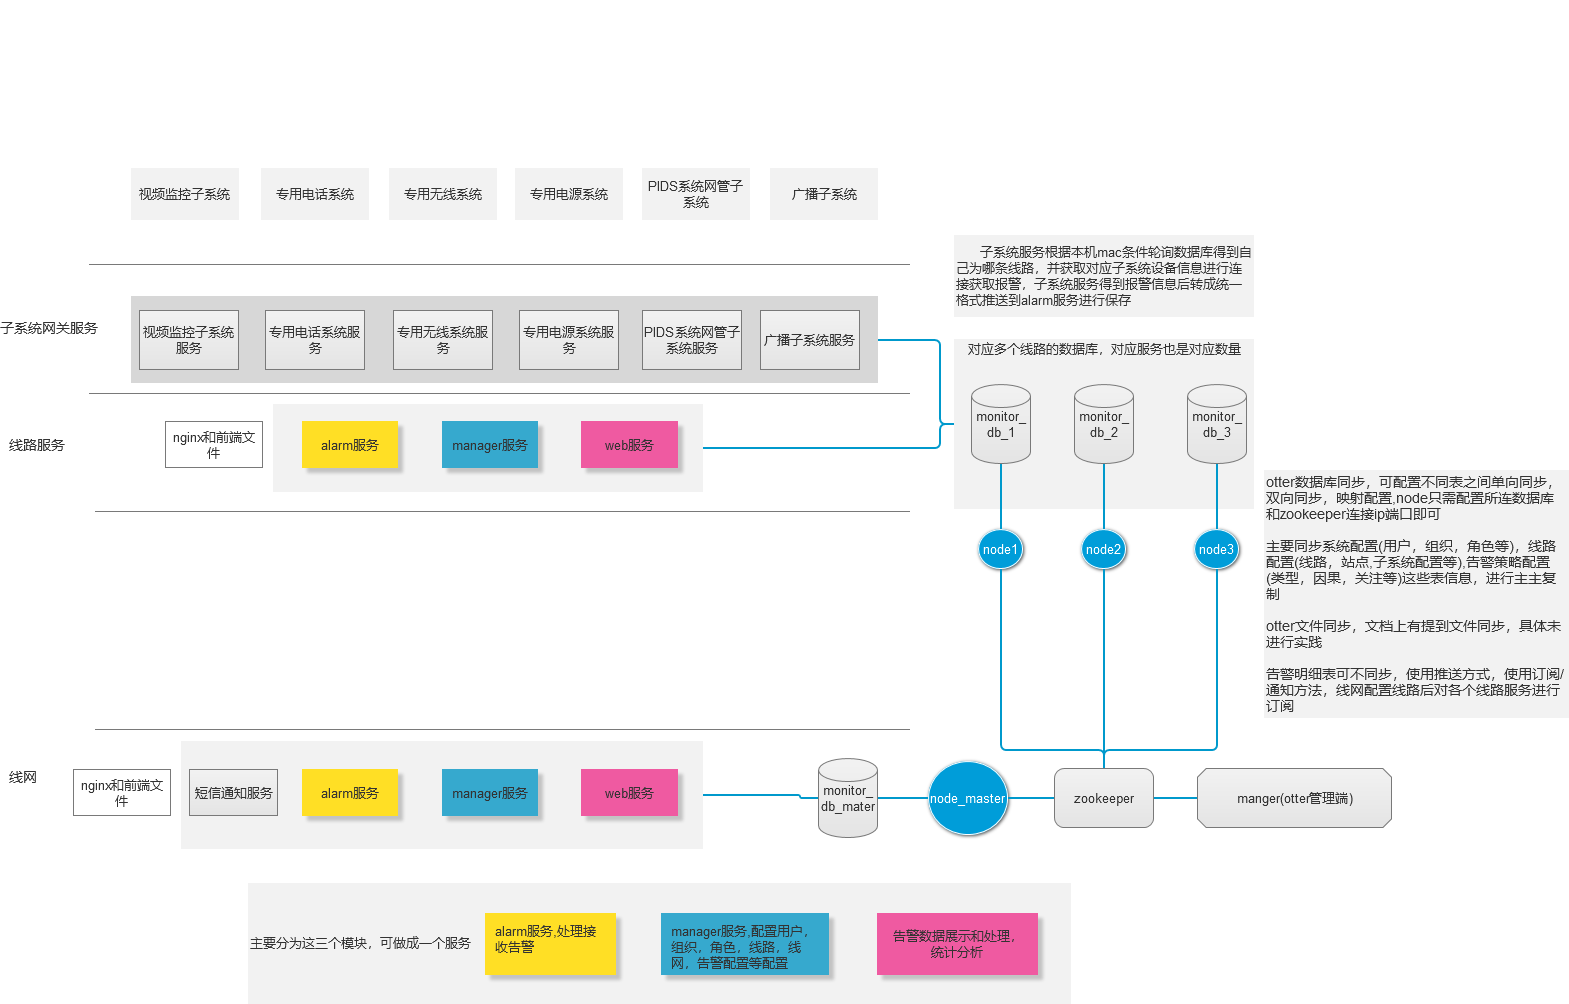 视频监控子系统
专用电话系统
专用无线系统
专用电源系统
PIDS系统网管子
系统
广播子系统
子系统服务根据本机mac条件轮询数据库得到自
己为哪条线路，并获取对应子系统设备信息进行连
接获取报警，子系统服务得到报警信息后转成统一
格式推送到alarm服务进行保存
子系统网关服务
视频监控子系统
服务
专用电话系统服
务
专用无线系统服
务
专用电源系统服
务
PIDS系统网管子
系统服务
广播子系统服务
对应多个线路的数据库，对应服务也是对应数量
monitor_
db_1
monitor_
db_2
monitor_
db_3
线路服务
nginx和前端文
件
alarm服务
manager服务
web服务
otter数据库同步，可配置不同表之间单向同步，
双向同步，映射配置,node只需配置所连数据库
和zookeeper连接ip端口即可
主要同步系统配置(用户，组织，角色等)，线路
配置(线路，站点,子系统配置等),告警策略配置
(类型，因果，关注等)这些表信息，进行主主复
制
otter文件同步，文档上有提到文件同步，具体未
进行实践
告警明细表可不同步，使用推送方式，使用订阅/
通知方法，线网配置线路后对各个线路服务进行
订阅
node1
node2
node3
线网
nginx和前端文
件
短信通知服务
alarm服务
manager服务
web服务
monitor_
db_mater
node_master
zookeeper
manger(otter管理端)
主要分为这三个模块，可做成一个服务
alarm服务,处理接
收告警
manager服务,配置用户，
组织，角色，线路，线
网，告警配置等配置
告警数据展示和处理，
统计分析